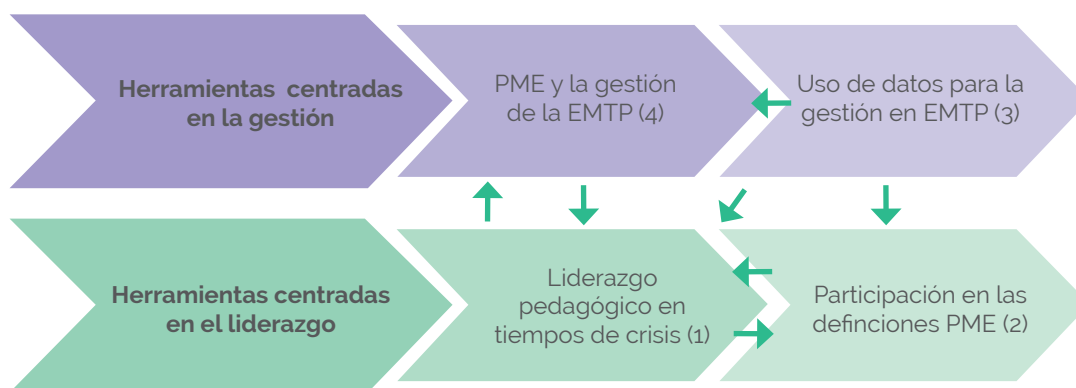 Herramientas centradas
en la gestión
PME y la gestión
de la EMTP (4)
Uso de datos para la
gestión en EMTP (3)
Herramientas centradas
en el liderazgo
Liderazgo
pedagógico en
tiempos de crisis (1)
Participación en las
definciones PME (2)